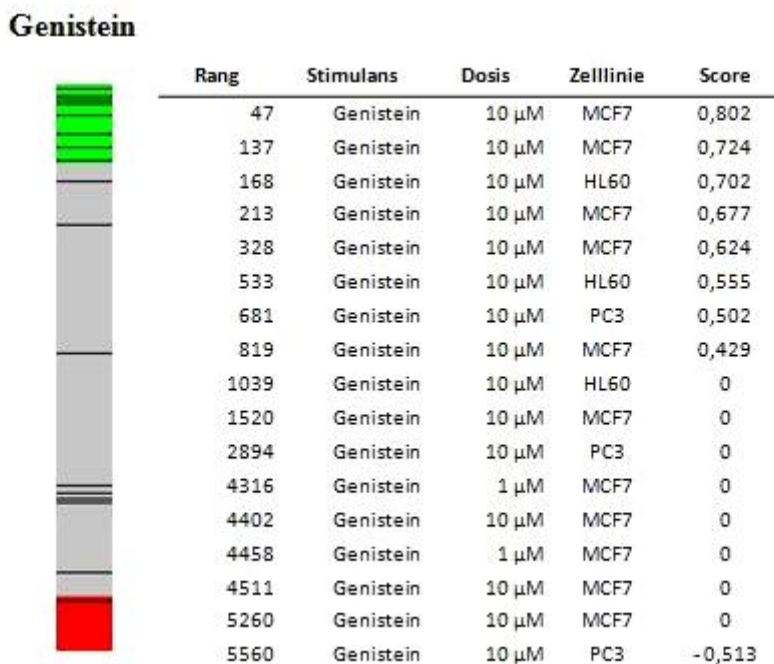 Genistein
Rang Stimulans Dosis Zelllinie Score
47 Genistein 10 µM MCF7 0,802
137 Genistein 10 µM MCF7 0,724
168 Genistein 10 µM HL60 0,702
213 Genistein 10 µM MCF7 0,677
328 Genistein 10 µM MCF7 0,624
533 Genistein 10 µM HL60 0,555
681 Genistein 10 µM PC3 0,502
819 Genistein 10 µM MCF7 0,429
1039 Genistein 10 µM HL60 0
1520 Genistein 10 µM MCF7 0
2894 Genistein 10 µM PC3 0
4316 Genistein 1 µM MCF7 0
4402 Genistein 10 µM MCF7 0
4458 Genistein 1 µM MCF7 0
4511 Genistein 10 µM MCF7 0
5260 Genistein 10 µM MCF7 0
5560 Genistein 10 µM PC3 -0,513